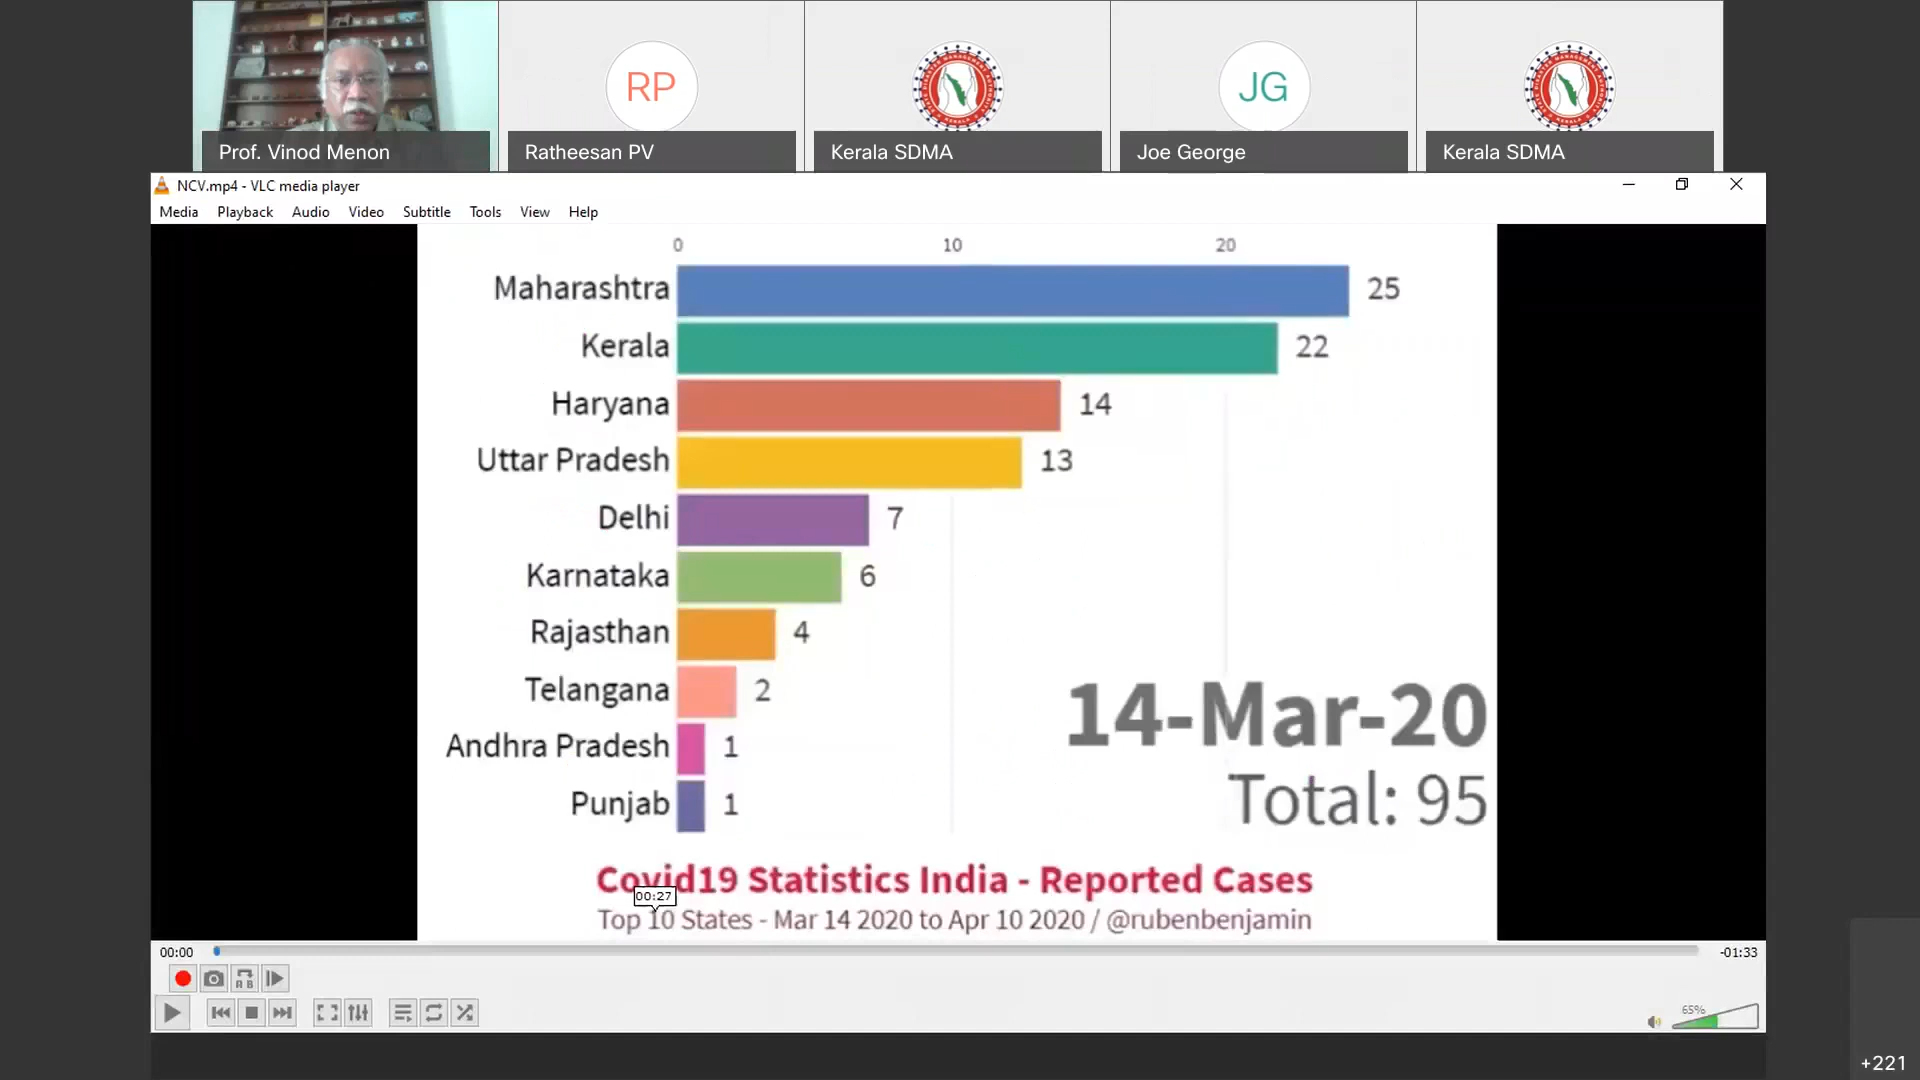 RP
JG
Prof. Vinod Menon
Ratheesan PV
Kerala SDMA
Joe George
Kerala SDMA
NCV.mp4 - VLC media player
Media Playback Audio Video Subtitle Tools View Help
0 10 20
Maharashtra 25
Kerala 22
Haryana 14
Uttar Pradesh 13
Delhi 7
Karnataka 6
Rajasthan 4
Telangana 2
Andhra Pradesh 1
Punjab 1
14-Mar-20
Total: 95
Covid19 Statistics India - Reported Cases
00:27
Top 10 States - Mar 14 2020 to Apr 10 2020 / @rubenbenjamin
00:00 -01:33
65%
+221